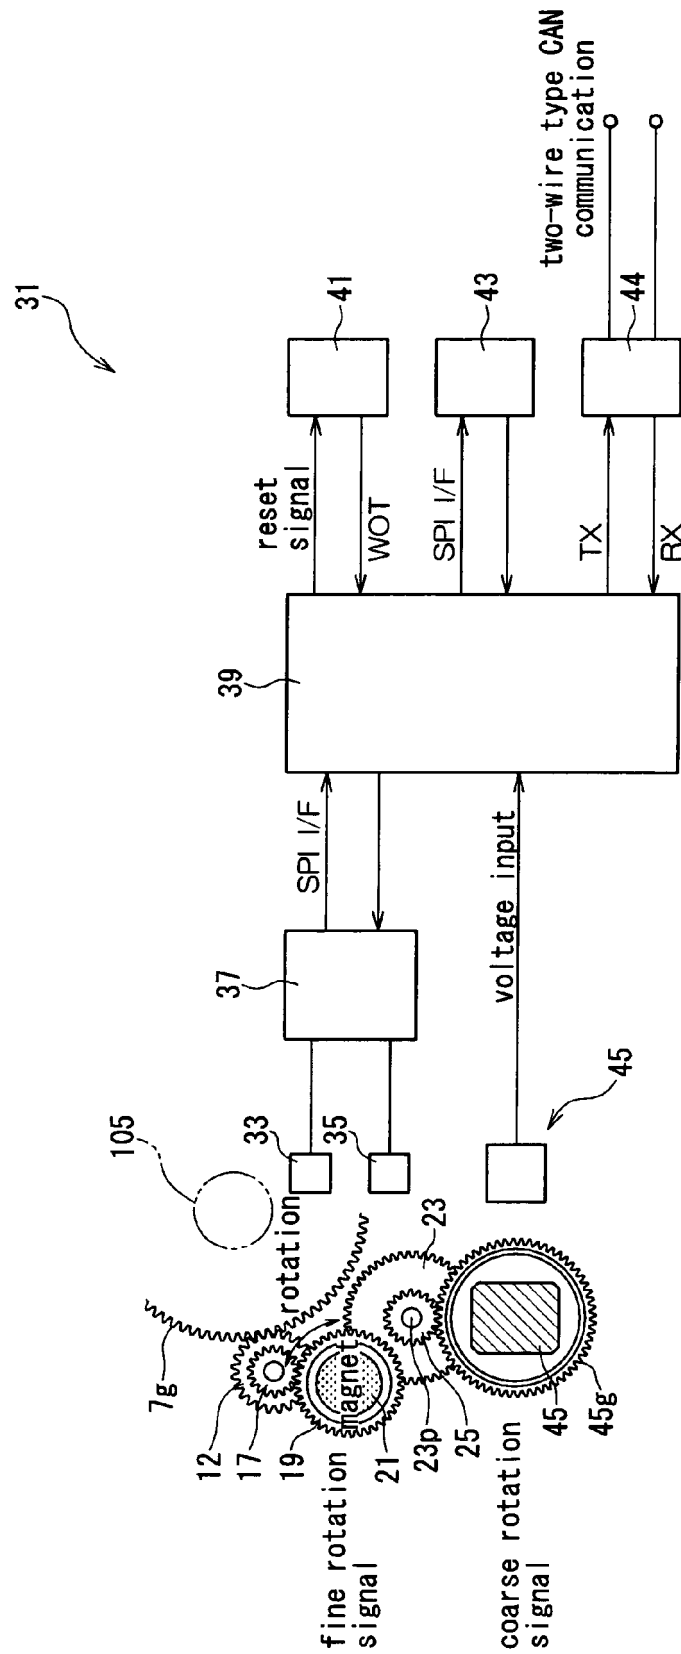 31
105
7g
12
37
39
33
17
reset
signal
rotation
19
SPI I/F
41
fine rotation
signal
magnet
35
WOT
21
23p
23
SPI I/F
25
43
voltage input
coarse rotation
signal
two-wire type CAN
communication
45
TX
45g
45
44
RX